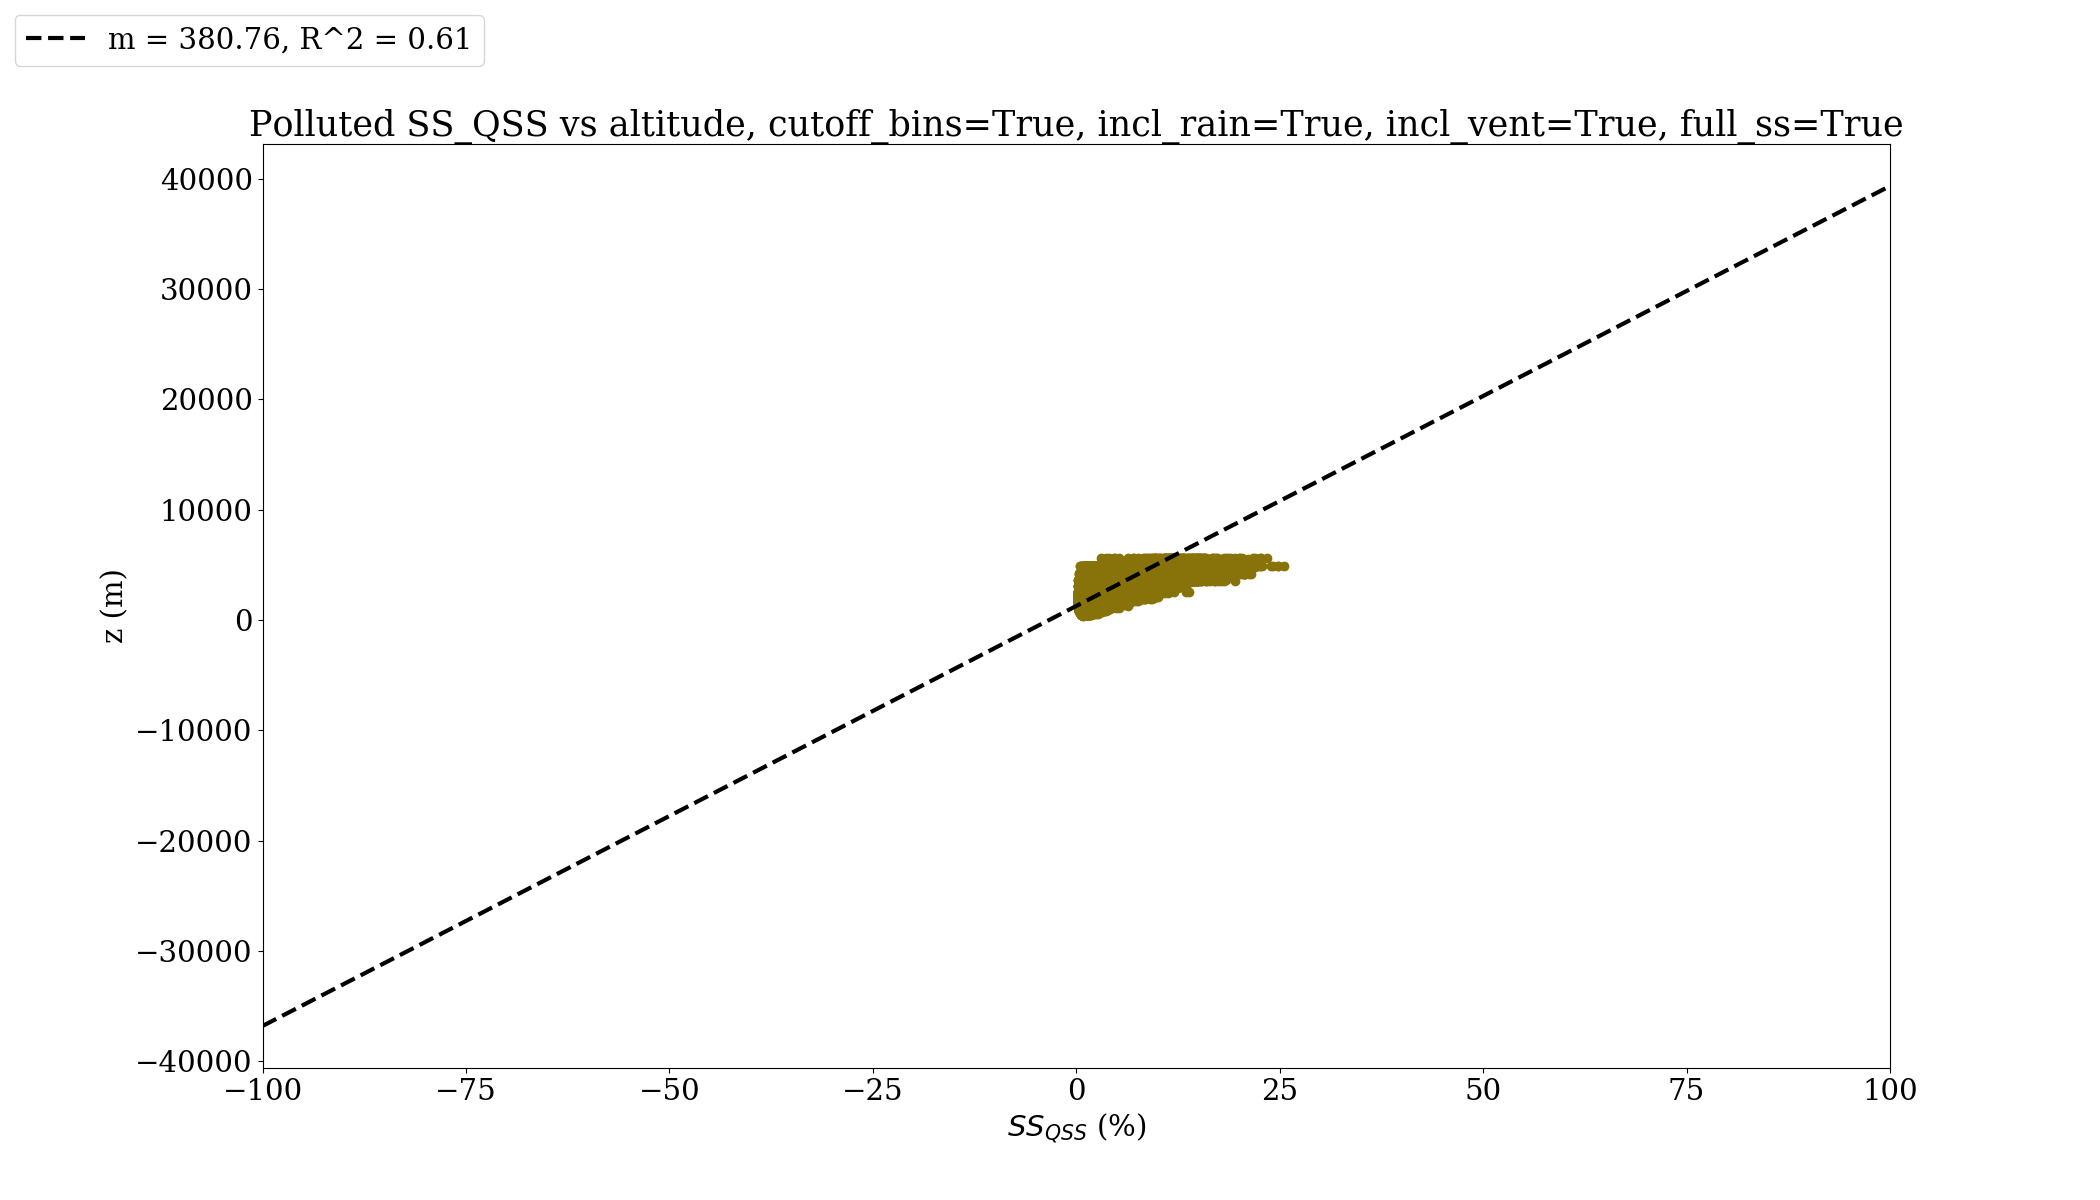 m = 380.76, R^2 = 0.61
Polluted SS_QSS vs altitude, cutoff_bins=True, incl_rain=True, incl_vent=True, full_ss=True
40000
30000
20000
10000
0
−10000
−20000
−30000
−40000
z (m)
−100 −75 −50 −25 0 25 50 75 100
SS_QSS (%)